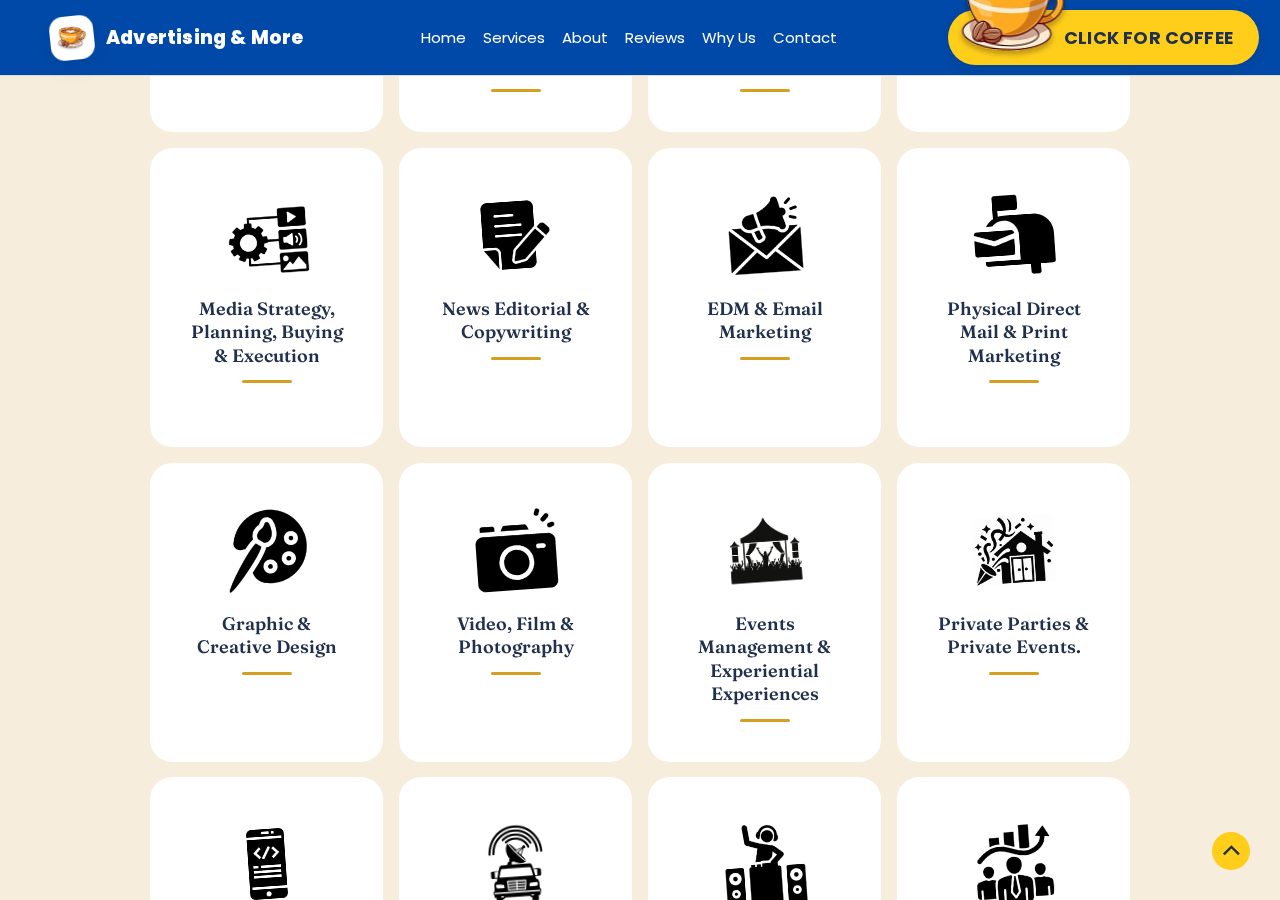 Advertising & More
Home
Services
About
Reviews
Why Us
Contact
CLICK FOR COFFEE
Media Strategy,
Planning, Buying
& Execution
News Editorial &
Copywriting
EDM & Email
Marketing
Physical Direct
Mail & Print
Marketing
Graphic &
Creative Design
Video, Film &
Photography
Events
Management &
Experiential
Experiences
Private Parties &
Private Events.